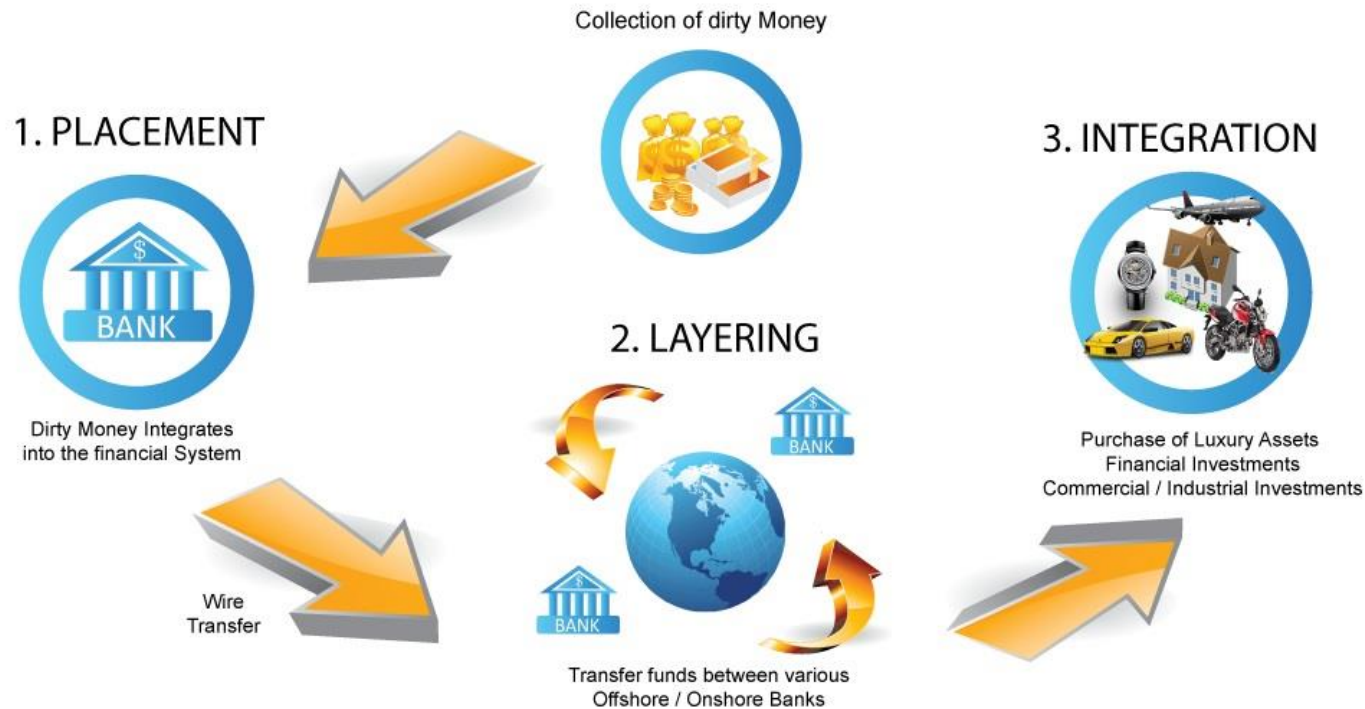 Collection of dirty Money
1. PLACEMENT
$
BANK
Dirty Money Integrates
into the financial System
Wire
Transfer
2. LAYERING
$
BANK
$
BANK
Transfer funds between various
Offshore / Onshore Banks
3. INTEGRATION
Purchase of Luxury Assets
Financial Investments
Commercial / Industrial Investments